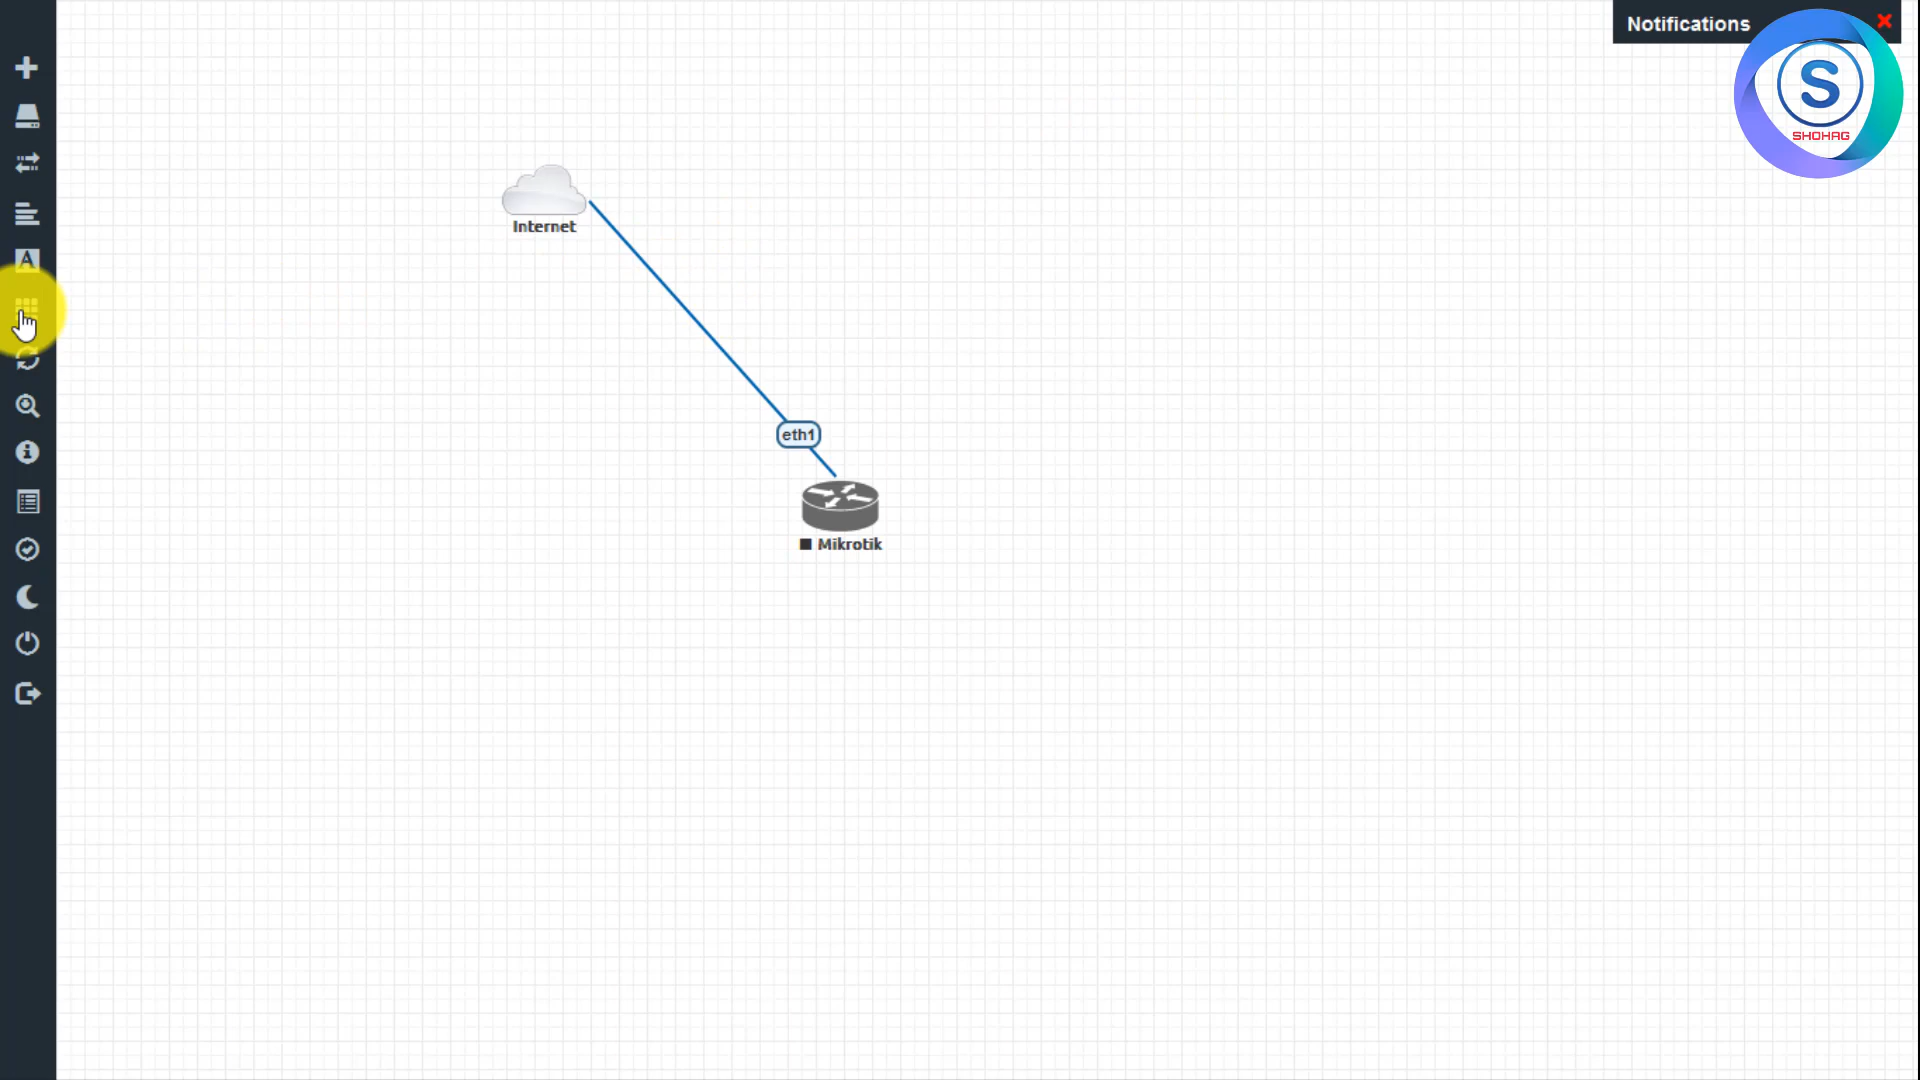 Notifications
S
SHOHAG
A
Internet
eth1
Mikrotik